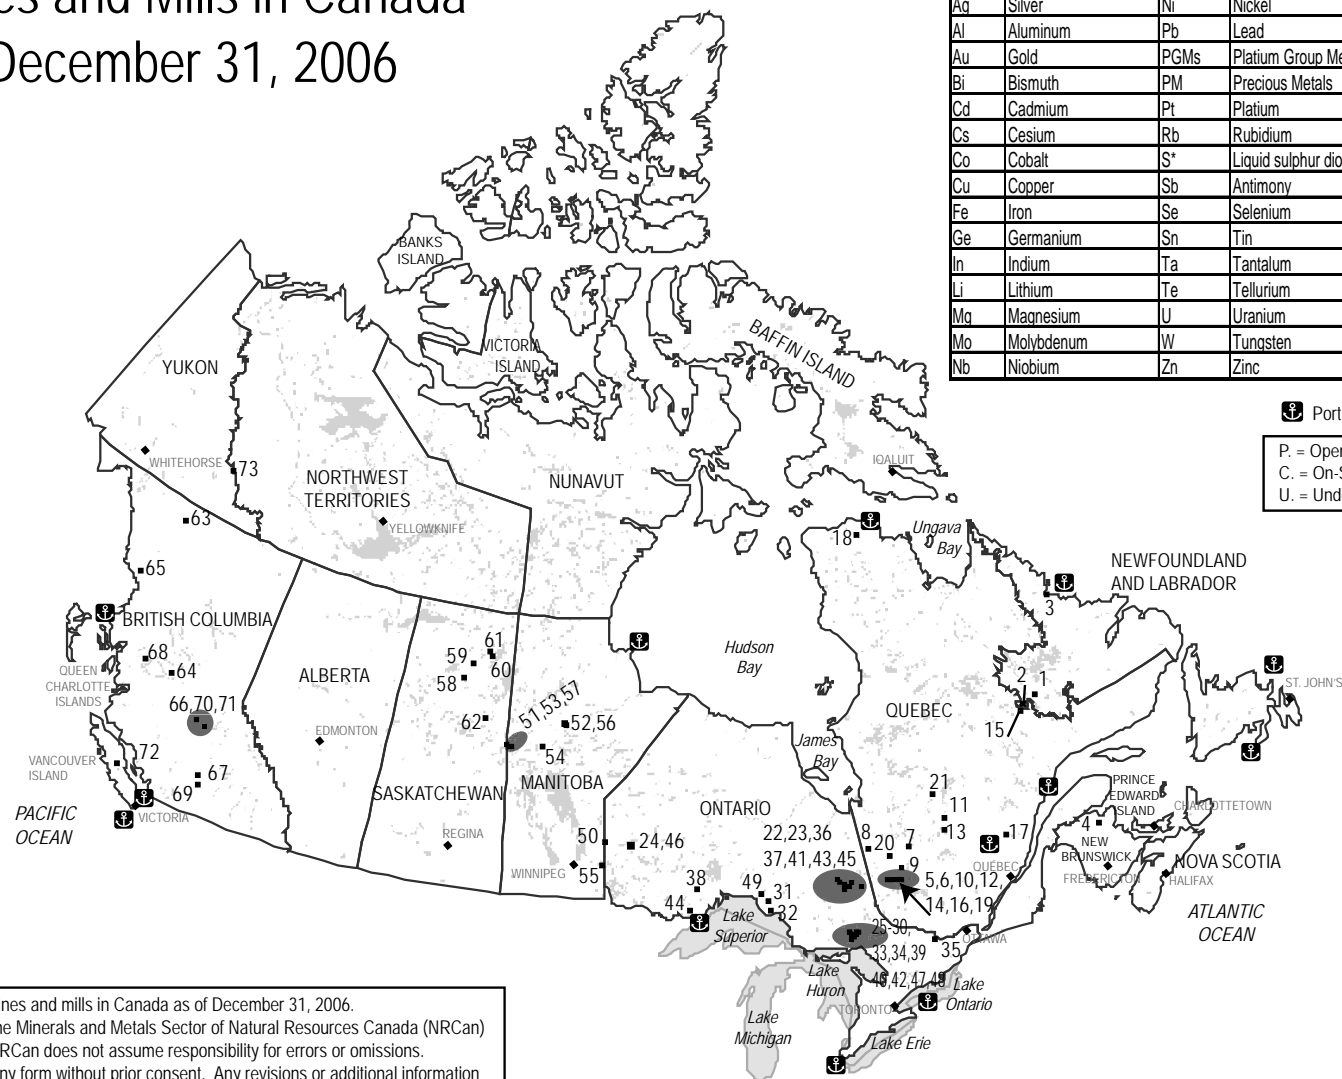 es and Mills in Canada
December 31, 2006
Ag Silver Ni Nickel
Al Aluminum Pb Lead
Au Gold PGMs Platium Group Me
Bi Bismuth PM Precious Metals
Cd Cadmium Pt Platium
Cs Cesium Rb Rubidium
Co Cobalt S* Liquid sulphur dio
Cu Copper Sb Antimony
Fe Iron Se Selenium
Ge Germanium Sn Tin
In Indium Ta Tantalum
Li Lithium Te Tellurium
Mg Magnesium U Uranium
Mo Molybdenum W Tungsten
Nb Niobium Zn Zinc
Port
P. = Oper
C. = On-S
U. = Und
BANKS
ISLAND
VICTORIA
ISLAND
BAFFIN ISLAND
YUKON
WHITEHORSE
73
NORTHWEST
TERRITORIES
YELLOWKNIFE
NUNAVUT
IQALUIT
63
65
18
Ungava
Bay
NEWFOUNDLAND
AND LABRADOR
3
BRITISH COLUMBIA
68
64
QUEEN
CHARLOTTE
ISLANDS
66,70,71
ALBERTA
EDMONTON
61
59
60
58
62
51,53,57
52,56
54
MANITOBA
Hudson
Bay
QUEBEC
2
1
15
ST. JOHN'S
VANCOUVER
ISLAND
72
67
69
VICTORIA
PACIFIC
OCEAN
SASKATCHEWAN
REGINA
WINNIPEG
50
55
24,46
James
Bay
ONTARIO
22,23,36
37,41,43,45
38
44
49
31
32
21
11
13
8
20
7
9
17
5,6,10,12,
14,16,19
QUÉBEC
PRINCE
EDWARD
ISLAND
CHARLOTTETOWN
4
NEW
BRUNSWICK
FREDERICTON
NOVA SCOTIA
HALIFAX
ATLANTIC
OCEAN
Lake
Superior
25-30,
33,34,39
40,42,47,48
35
OTTAWA
Lake
Huron
TORONTO
Lake
Ontario
Lake
Michigan
Lake Erie
nes and mills in Canada as of December 31, 2006.
ne Minerals and Metals Sector of Natural Resources Canada (NRCan)
RCan does not assume responsibility for errors or omissions.
ny form without prior consent. Any revisions or additional information